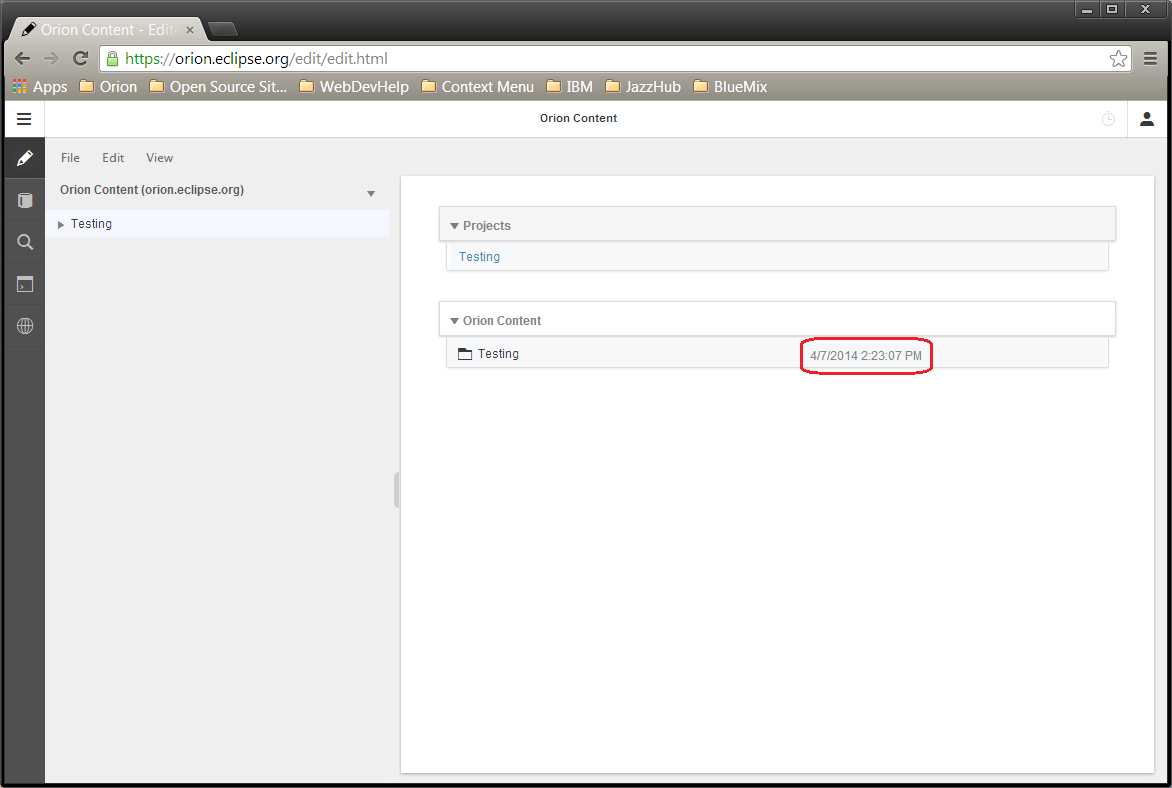 Orion Content - Edit
https://orion.eclipse.org/edit/edit.html
Apps Orion Open Source Sit... WebDevHelp Context Menu IBM JazzHub BlueMix
Orion Content
File Edit View
Orion Content (orion.eclipse.org)
Testing
Projects
Testing
Orion Content
Testing 4/7/2014 2:23:07 PM